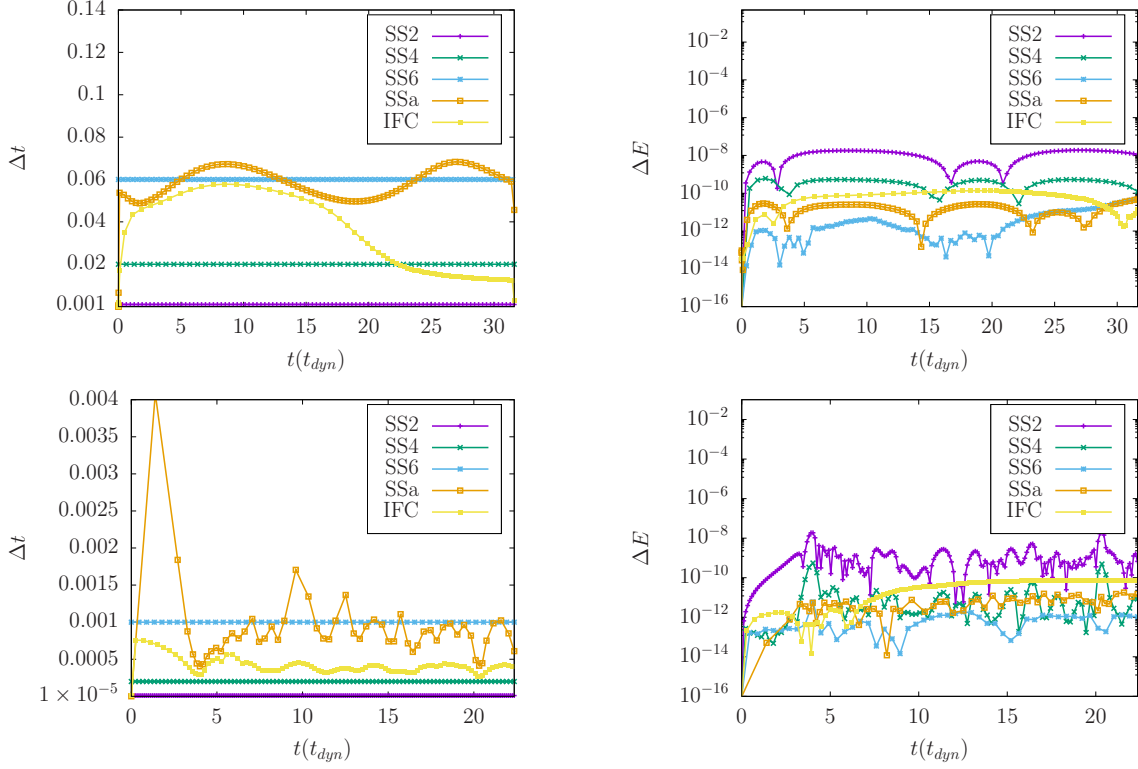 0.14
0.12
0.1
0.08
0.06
0.04
0.02
0.001
Δt
0 5 10 15 20 25 30
t(t_{dyn})
SS2
SS4
SS6
SSa
IFC
10^{-2}
10^{-4}
10^{-6}
10^{-8}
10^{-10}
10^{-12}
10^{-14}
10^{-16}
ΔE
0 5 10 15 20 25 30
t(t_{dyn})
SS2
SS4
SS6
SSa
IFC
0.004
0.0035
0.003
0.0025
0.002
0.0015
0.001
0.0005
1 × 10^{-5}
Δt
0 5 10 15 20
t(t_{dyn})
SS2
SS4
SS6
SSa
IFC
10^{-2}
10^{-4}
10^{-6}
10^{-8}
10^{-10}
10^{-12}
10^{-14}
10^{-16}
ΔE
0 5 10 15 20
t(t_{dyn})
SS2
SS4
SS6
SSa
IFC